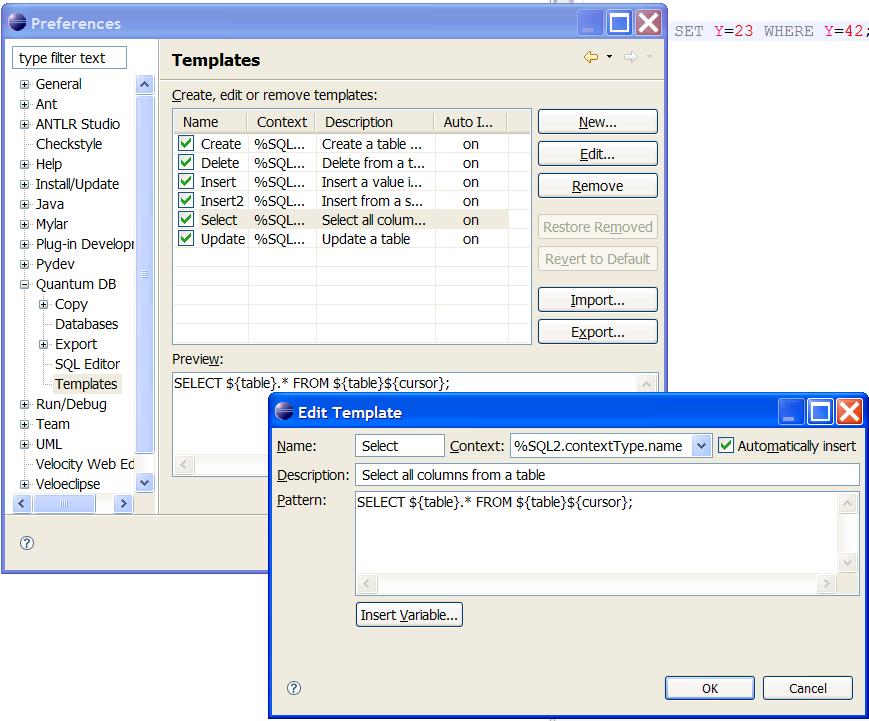 Preferences
SET Y=23 WHERE Y=42;
type filter text
General
Ant
ANTLR Studio
Checkstyle
Help
Install/Update
Java
Mylar
Plug-in Develop
Pydev
Quantum DB
Copy
Databases
Export
SQL Editor
Templates
Run/Debug
Team
UML
Velocity Web Ed
Veloeclipse
Templates
Create, edit or remove templates:
Name Context Description Auto I...
Create %SQL... Create a table ... on
Delete %SQL... Delete from a t... on
Insert %SQL... Insert a value i... on
Insert2 %SQL... Insert from a s... on
Select %SQL... Select all colum... on
Update %SQL... Update a table on
New...
Edit...
Remove
Restore Removed
Revert to Default
Import...
Export...
Preview:
SELECT ${table}.* FROM ${table}${cursor};
Edit Template
Name: Select Context: %SQL2.contextType.name Automatically insert
Description: Select all columns from a table
Pattern: SELECT ${table}.* FROM ${table}${cursor};
Insert Variable...
OK Cancel